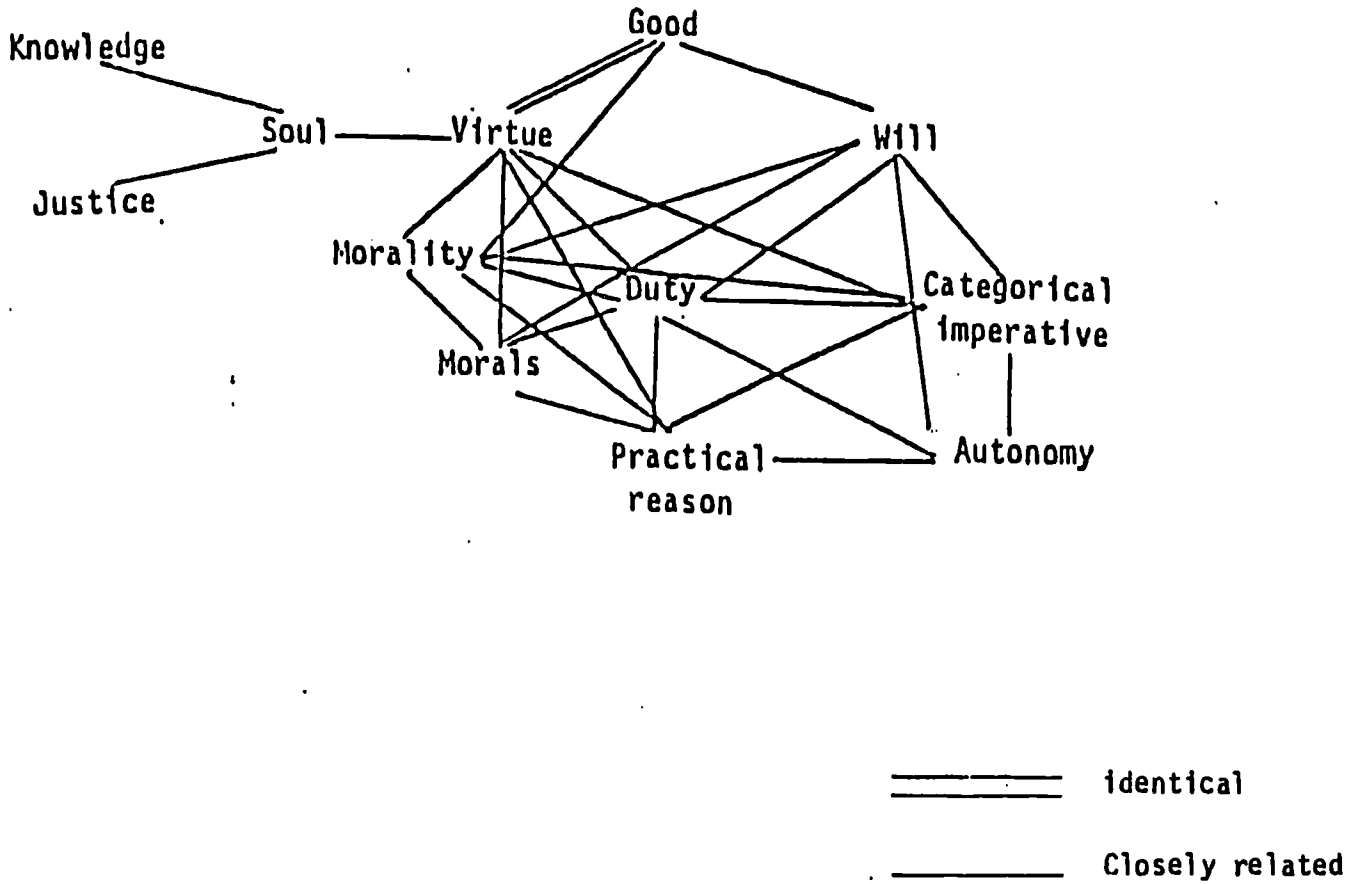 Good
Knowledge
Soul
Virtue
Will
Justice
Morality
Duty
Categorical
imperative
Morals
Practical
reason
Autonomy
identical
Closely related